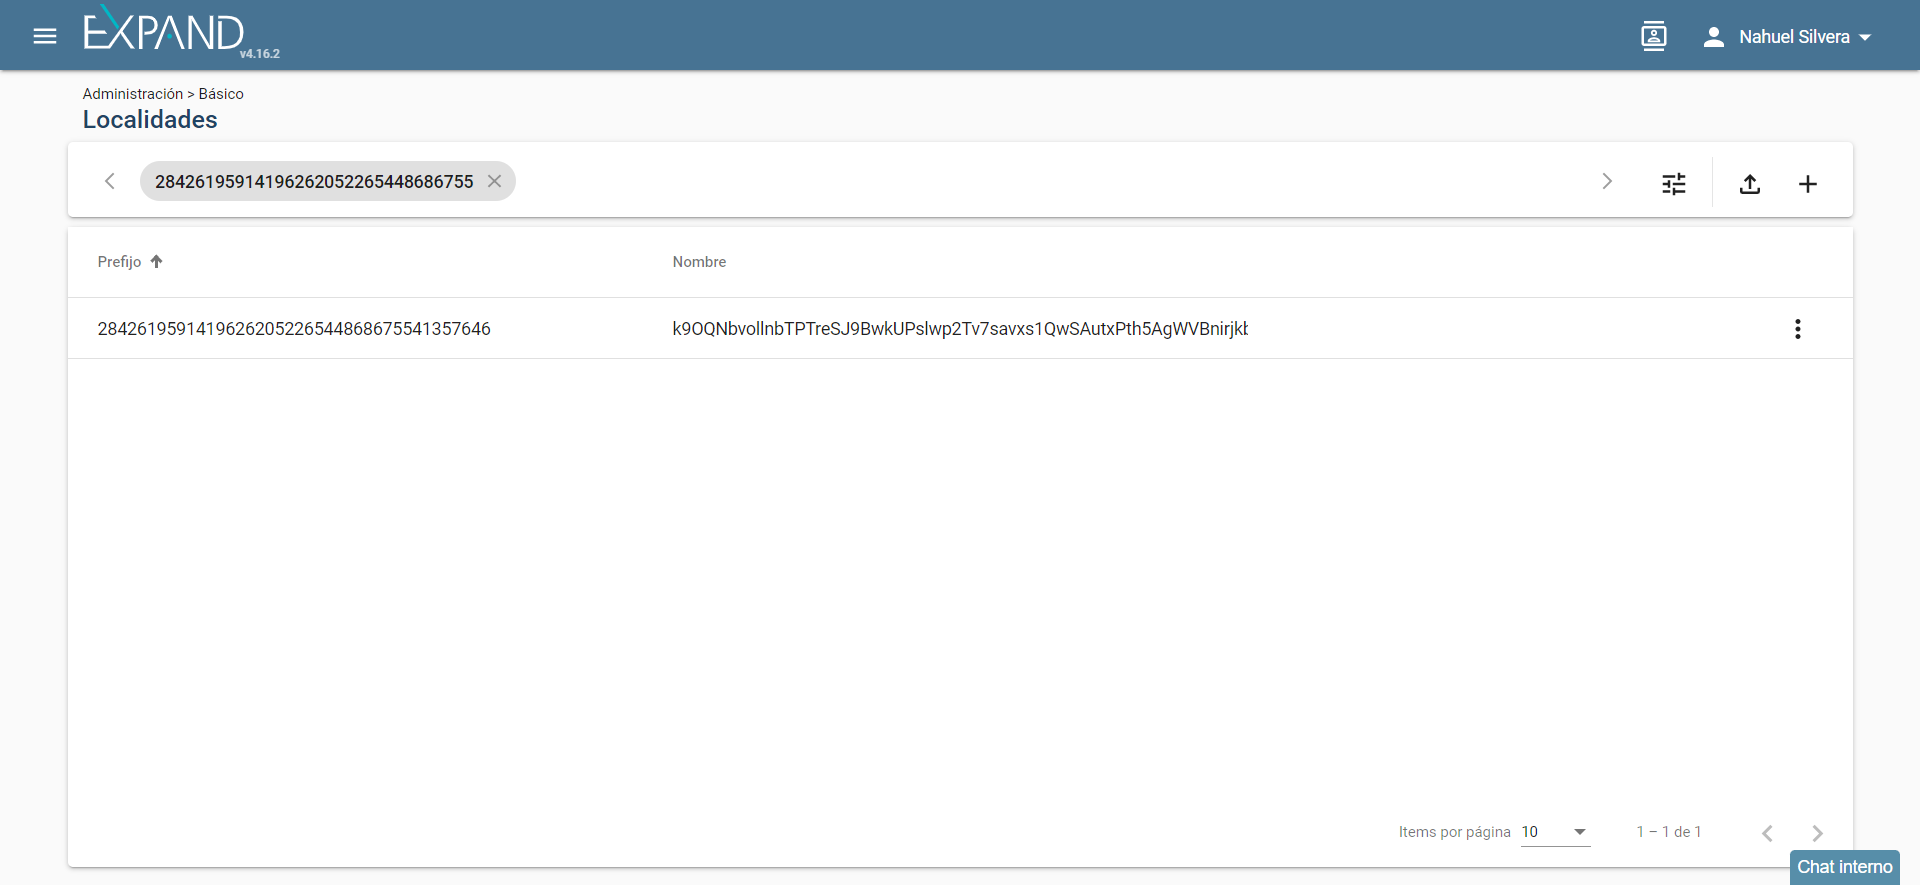 EXPAND
v4.16.2
Nahuel Silvera
Administración > Básico
Localidades
28426195914196262052265448686755
Prefijo
Nombre
2842619591419626205226544868675541357646
k9OQNbvollnbTPTreSJ9BwkUPslwp2Tv7savxs1QwSAutxPth5AgWVBnirjkb
Items por página
10
1 – 1 de 1
Chat interno